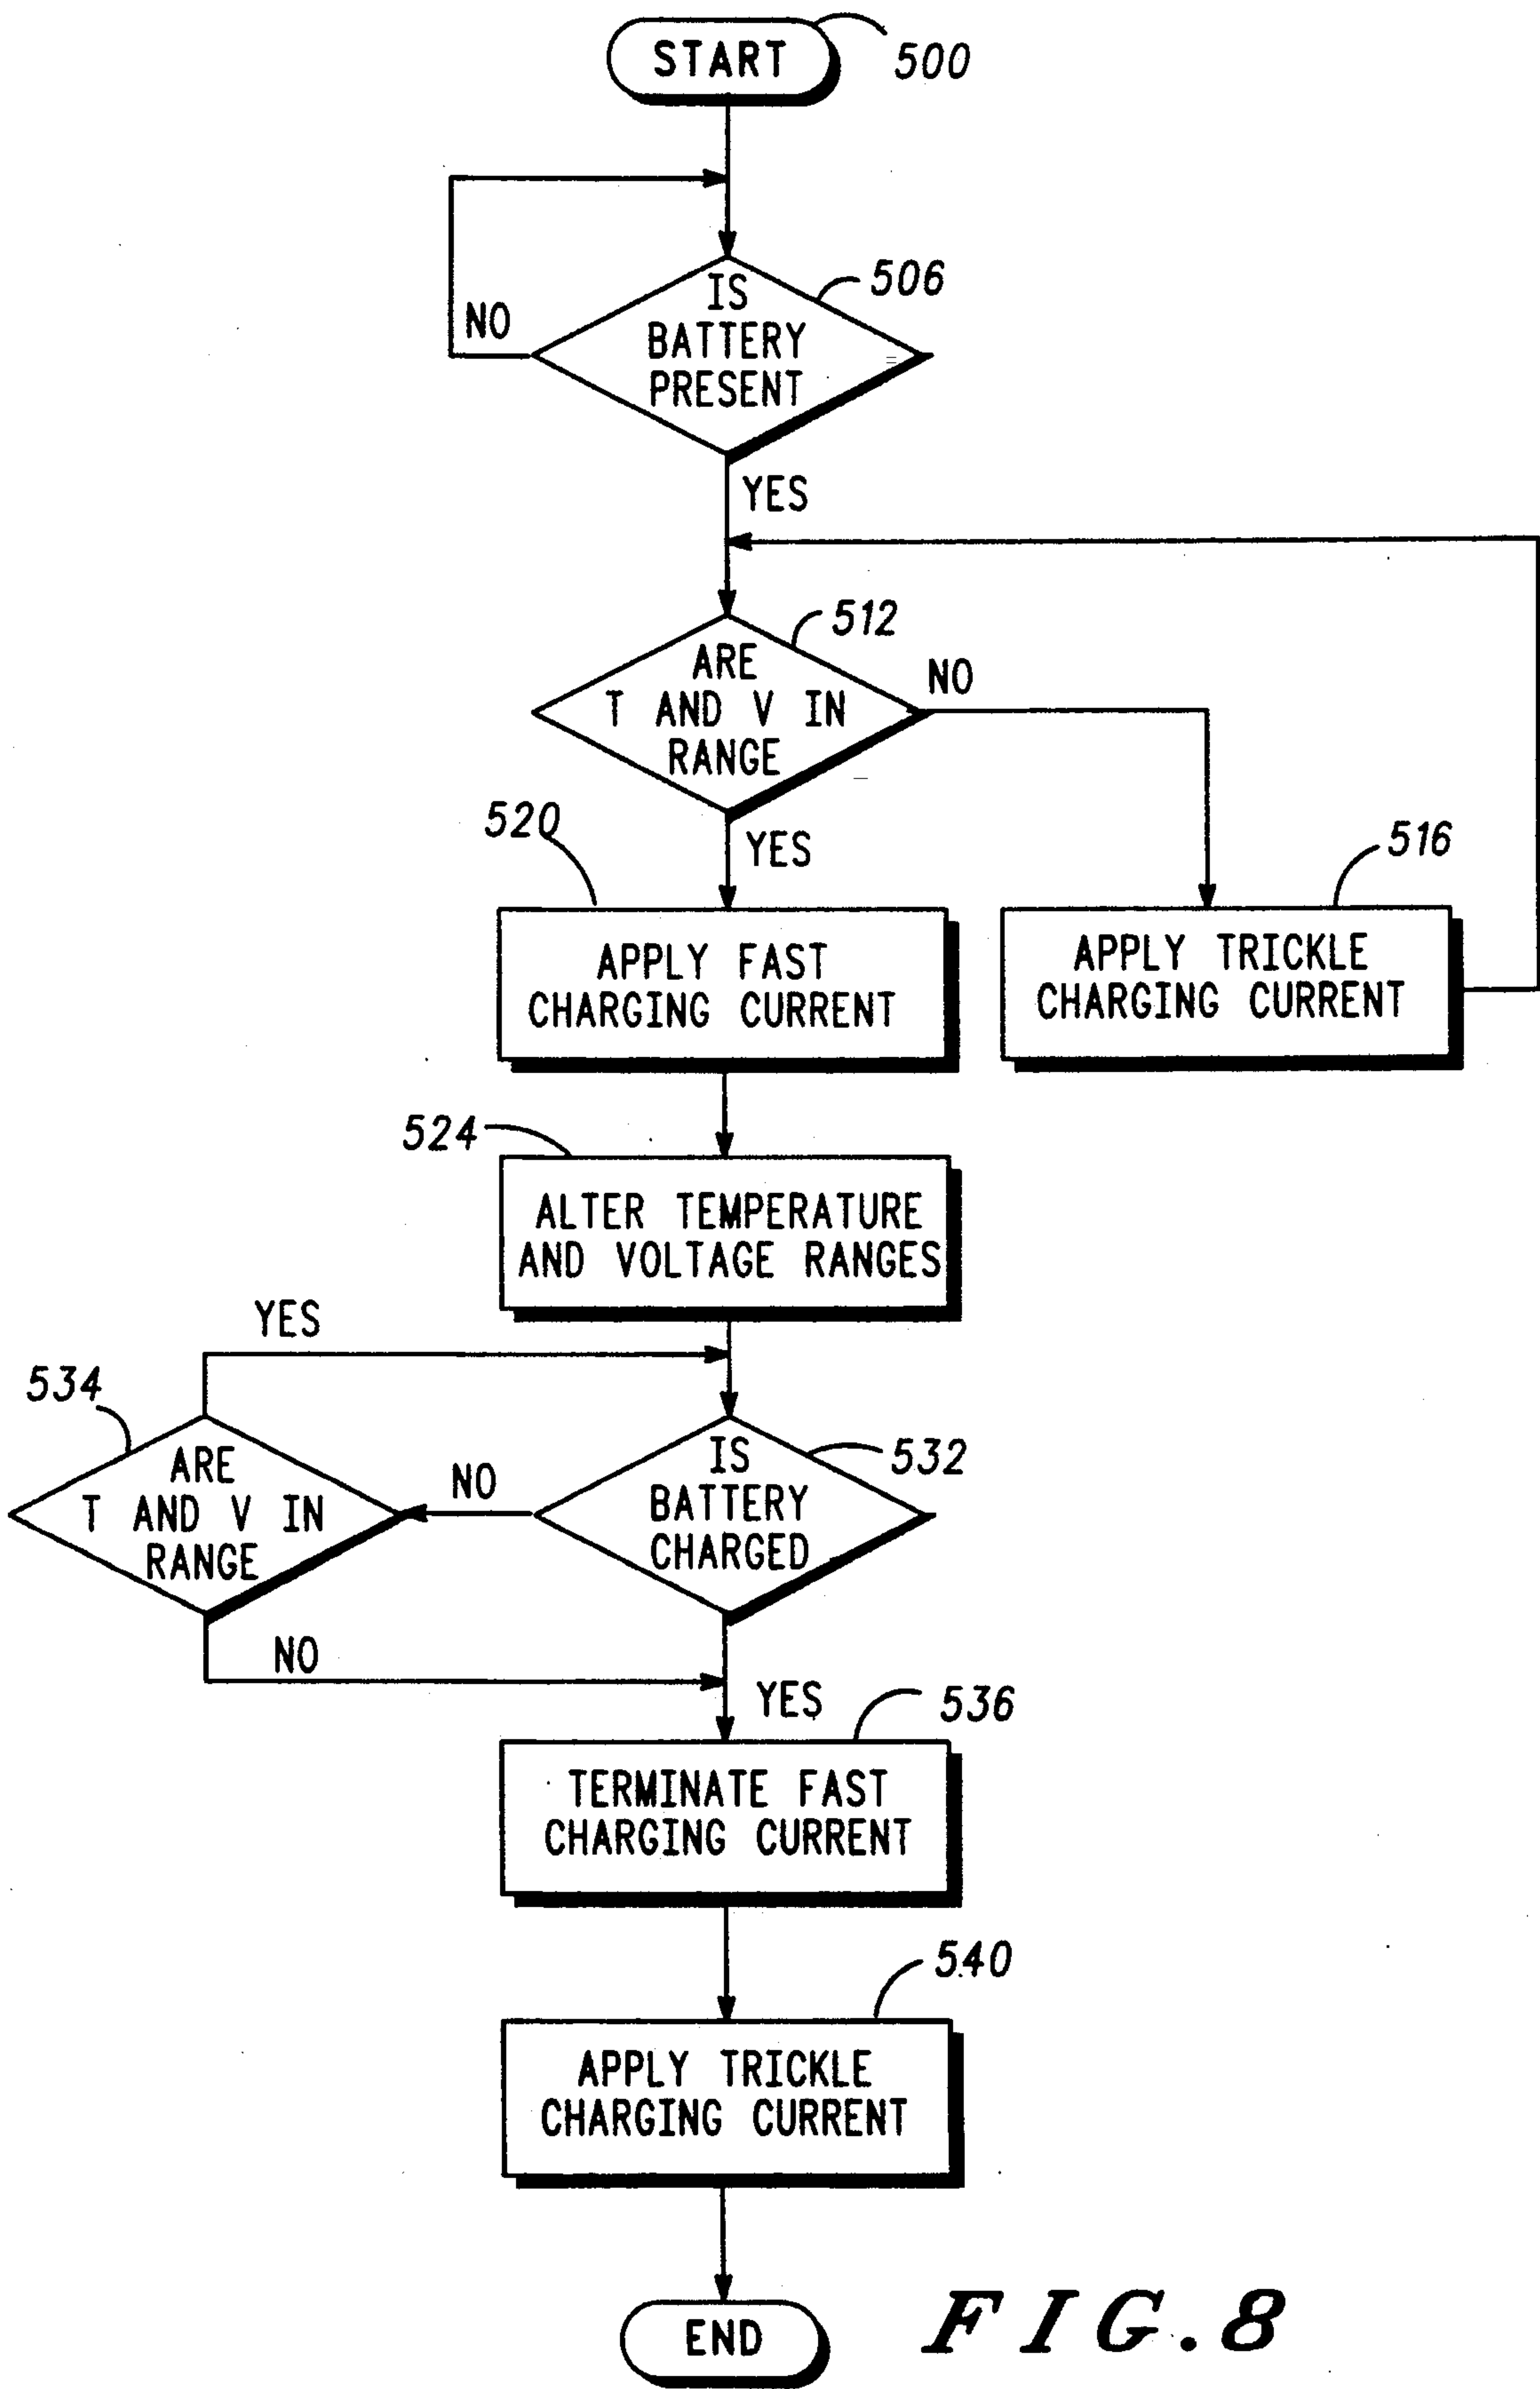 START
500
506
IS
BATTERY
PRESENT
NO
YES
512
ARE
T AND V IN
RANGE
NO
520
YES
516
APPLY FAST
CHARGING CURRENT
APPLY TRICKLE
CHARGING CURRENT
524
ALTER TEMPERATURE
AND VOLTAGE RANGES
YES
534
ARE
T AND V IN
RANGE
NO
IS
BATTERY
CHARGED
532
NO
YES
536
TERMINATE FAST
CHARGING CURRENT
540
APPLY TRICKLE
CHARGING CURRENT
END
FIG.8